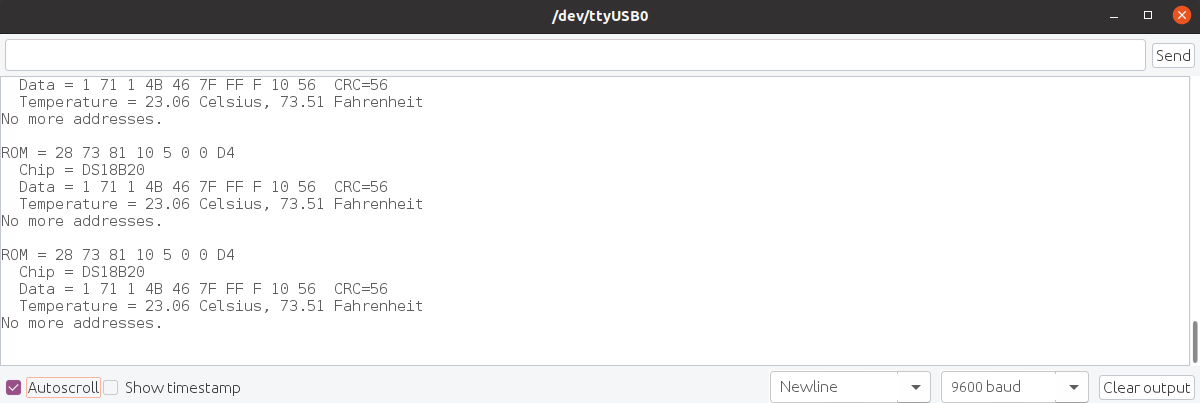 /dev/ttyUSB0
Send
  Data = 1 71 1 4B 46 7F FF F 10 56  CRC=56
  Temperature = 23.06 Celsius, 73.51 Fahrenheit
No more addresses.

ROM = 28 73 81 10 5 0 0 D4
  Chip = DS18B20
  Data = 1 71 1 4B 46 7F FF F 10 56  CRC=56
  Temperature = 23.06 Celsius, 73.51 Fahrenheit
No more addresses.

ROM = 28 73 81 10 5 0 0 D4
  Chip = DS18B20
  Data = 1 71 1 4B 46 7F FF F 10 56  CRC=56
  Temperature = 23.06 Celsius, 73.51 Fahrenheit
No more addresses.
Autoscroll Show timestamp Newline 9600 baud Clear output